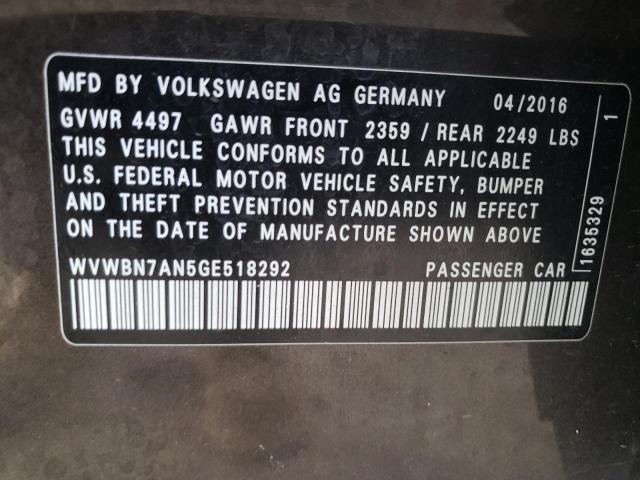 MFD BY VOLKSWAGEN AG GERMANY 04/2016
GVWR 4497 GAWR FRONT 2359 / REAR 2249 LBS
THIS VEHICLE CONFORMS TO ALL APPLICABLE
U.S. FEDERAL MOTOR VEHICLE SAFETY, BUMPER
AND THEFT PREVENTION STANDARDS IN EFFECT
ON THE DATE OF MANUFACTURE SHOWN ABOVE
WVWBN7AN5GE518292 PASSENGER CAR
1635329 1